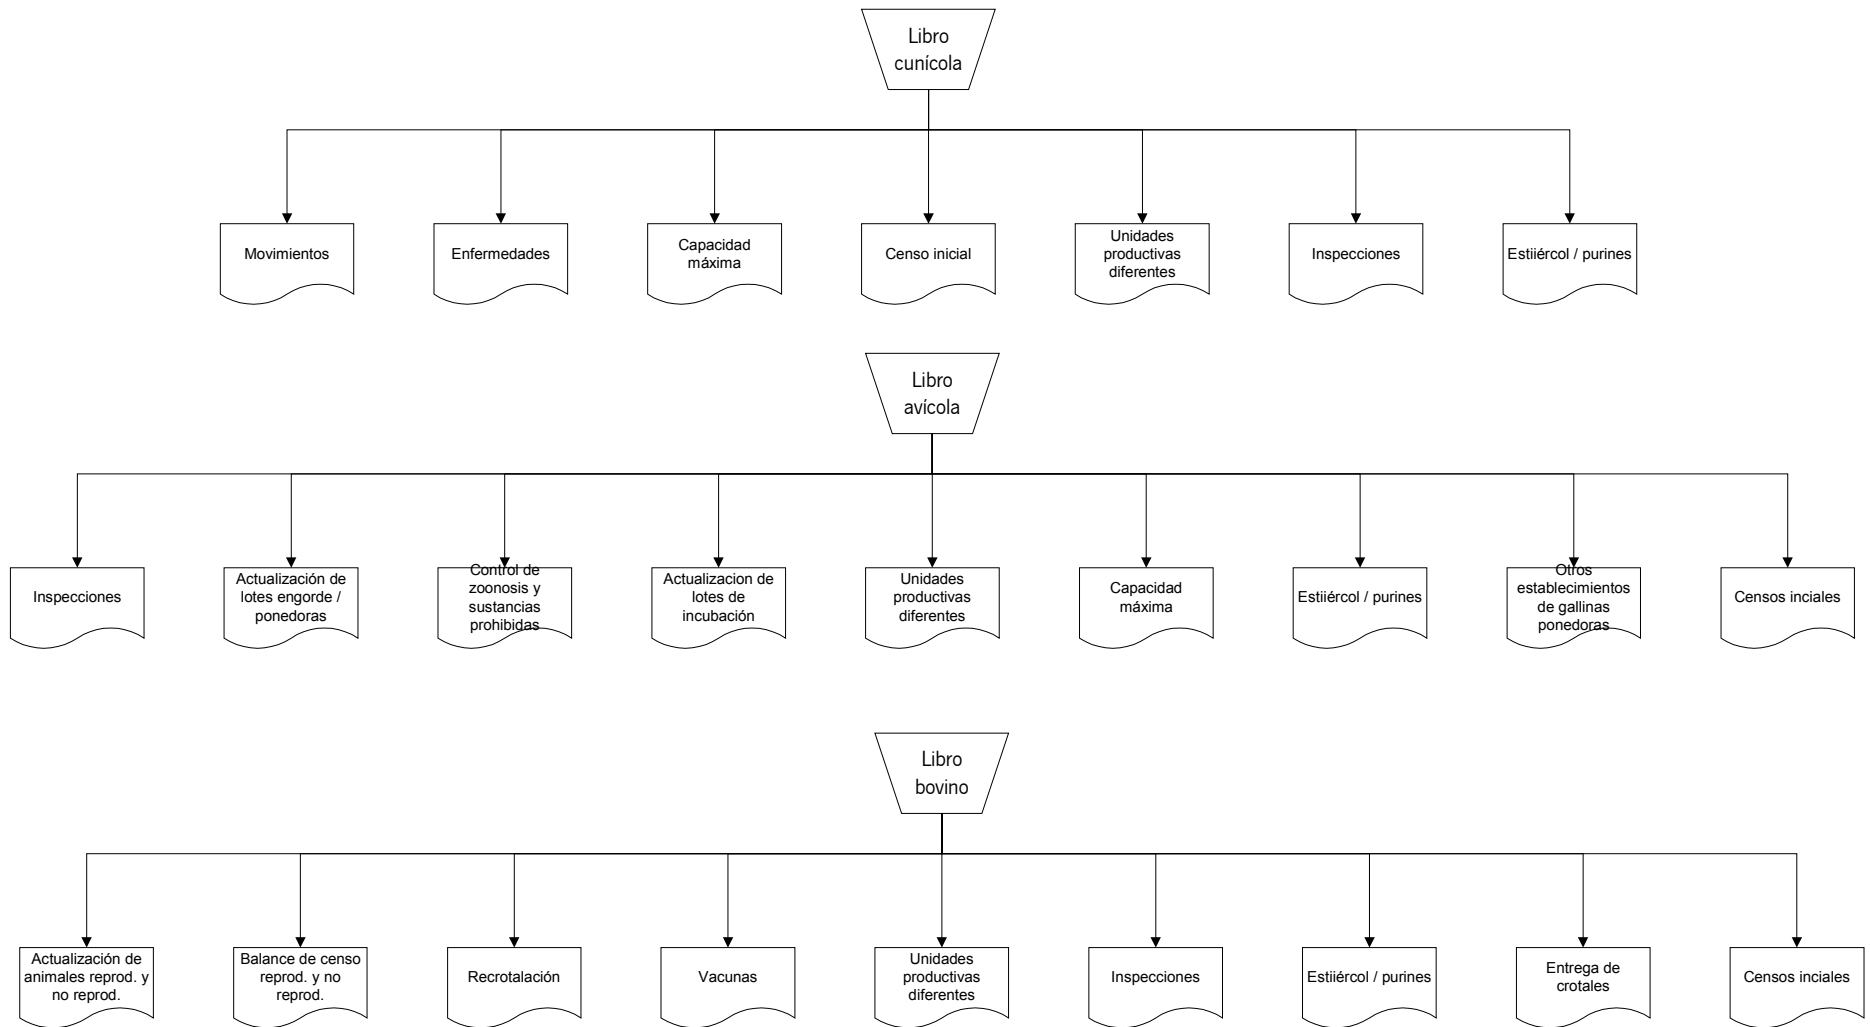 Libro
cunícola
Movimientos
Enfermedades
Capacidad
máxima
Censo inicial
Unidades
productivas
diferentes
Inspecciones
Estiiércol / purines
Libro
avícola
Inspecciones
Actualización de
lotes engorde /
ponedoras
Control de
zoonosis y
sustancias
prohibidas
Actualizacion de
lotes de
incubación
Unidades
productivas
diferentes
Capacidad
máxima
Estiiércol / purines
Otros
establecimientos
de gallinas
ponedoras
Censos inciales
Libro
bovino
Actualización de
animales reprod. y
no reprod.
Balance de censo
reprod. y no
reprod.
Recrotalación
Vacunas
Unidades
productivas
diferentes
Inspecciones
Estiiércol / purines
Entrega de
crotales
Censos inciales